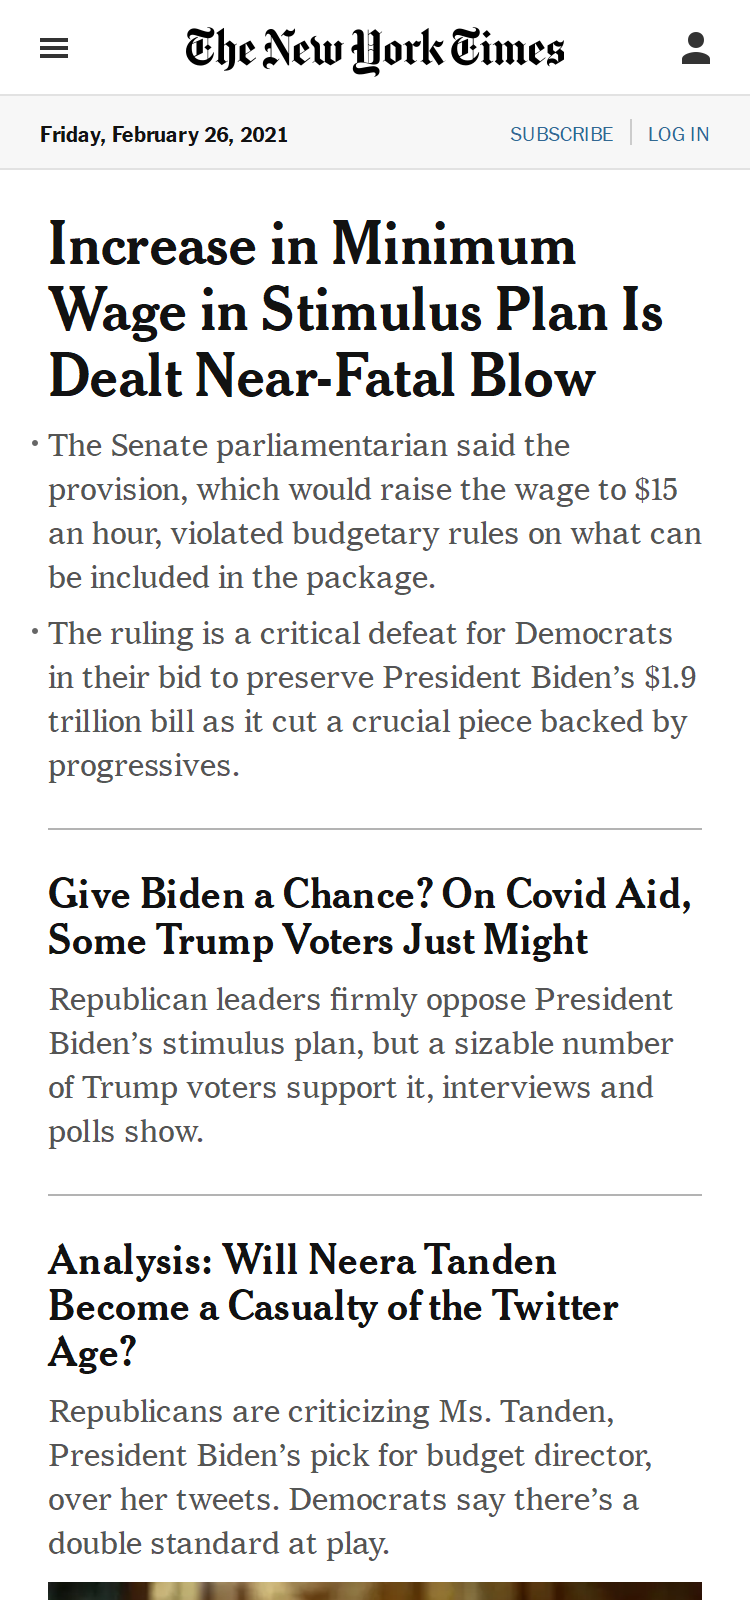 The New York Times
Friday, February 26, 2021
SUBSCRIBE
LOG IN
Increase in Minimum
Wage in Stimulus Plan Is
Dealt Near-Fatal Blow
• The Senate parliamentarian said the
provision, which would raise the wage to $15
an hour, violated budgetary rules on what can
be included in the package.
• The ruling is a critical defeat for Democrats
in their bid to preserve President Biden’s $1.9
trillion bill as it cut a crucial piece backed by
progressives.
Give Biden a Chance? On Covid Aid,
Some Trump Voters Just Might
Republican leaders firmly oppose President
Biden’s stimulus plan, but a sizable number
of Trump voters support it, interviews and
polls show.
Analysis: Will Neera Tanden
Become a Casualty of the Twitter
Age?
Republicans are criticizing Ms. Tanden,
President Biden’s pick for budget director,
over her tweets. Democrats say there’s a
double standard at play.